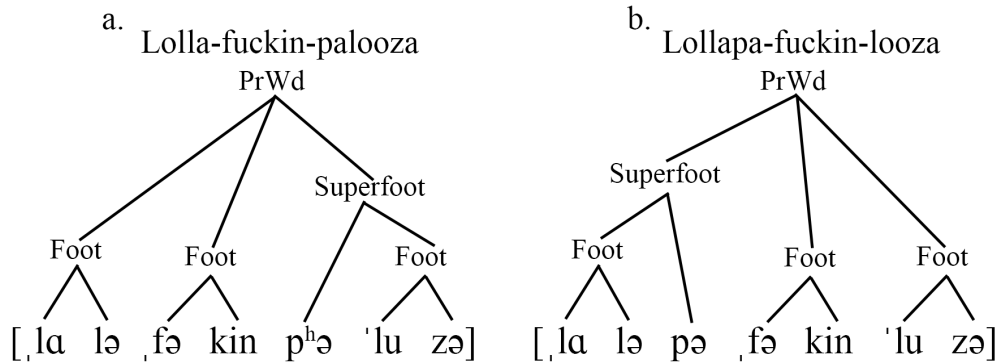 a.
Lolla-fuckin-palooza
PrWd
Superfoot
Foot Foot Foot
[ˌlɑ lə ˌfə kin pʰə ˈlu zə]
b.
Lollapa-fuckin-looza
PrWd
Superfoot
Foot Foot Foot
[ˌlɑ lə pə ˌfə kin ˈlu zə]